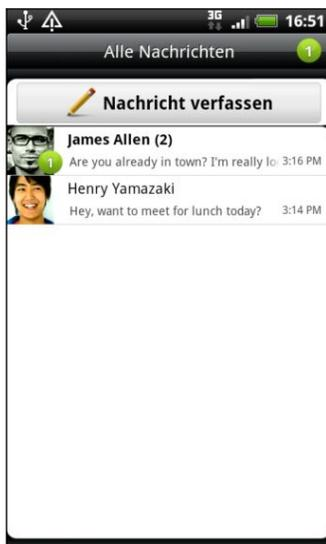 3G 16:51
Alle Nachrichten 1
Nachricht verfassen
James Allen (2)
1 Are you already in town? I'm really lo 3:16 PM
Henry Yamazaki
Hey, want to meet for lunch today? 3:14 PM